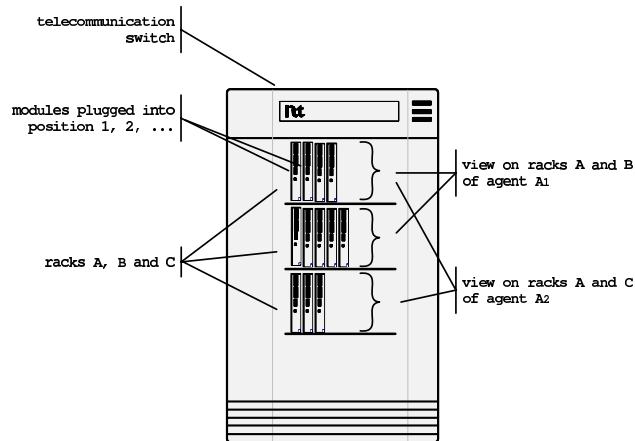 telecommunication
switch
modules plugged into
position 1, 2, ...
view on racks A and B
of agent A1
racks A, B and C
view on racks A and C
of agent A2